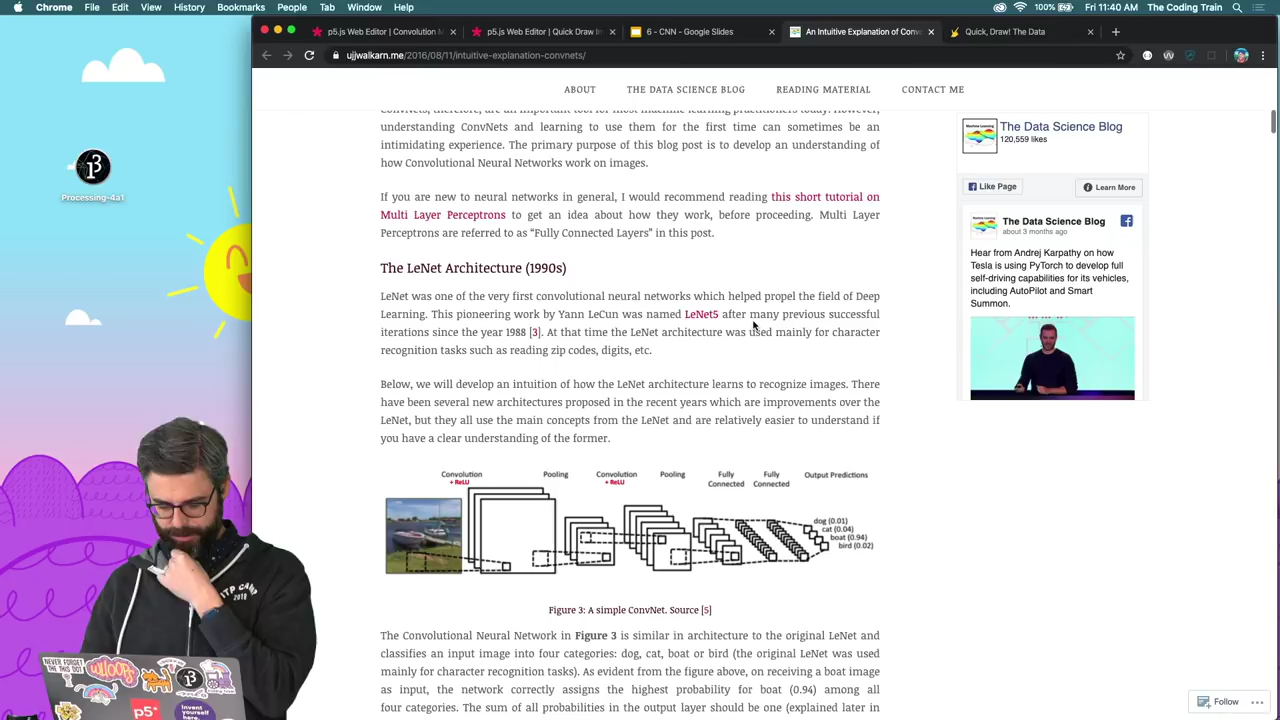 Chrome File Edit View History Bookmarks People Tab Window Help
100% Fri 11:40 AM The Coding Train
p5.js Web Editor | Convolution M
p5.js Web Editor | Quick Draw Im
6 - CNN - Google Slides
An Intuitive Explanation of Conv
Quick, Draw! The Data
ujjwalkarn.me/2016/08/11/intuitive-explanation-convnets/
ABOUT THE DATA SCIENCE BLOG READING MATERIAL CONTACT ME
ConvNets, therefore, are an important tool for most machine learning practitioners today. However,
understanding ConvNets and learning to use them for the first time can sometimes be an
intimidating experience. The primary purpose of this blog post is to develop an understanding of
how Convolutional Neural Networks work on images.
If you are new to neural networks in general, I would recommend reading this short tutorial on
Multi Layer Perceptrons to get an idea about how they work, before proceeding. Multi Layer
Perceptrons are referred to as “Fully Connected Layers” in this post.
The LeNet Architecture (1990s)
LeNet was one of the very first convolutional neural networks which helped propel the field of Deep
Learning. This pioneering work by Yann LeCun was named LeNet5 after many previous successful
iterations since the year 1988 [3]. At that time the LeNet architecture was used mainly for character
recognition tasks such as reading zip codes, digits, etc.
Below, we will develop an intuition of how the LeNet architecture learns to recognize images. There
have been several new architectures proposed in the recent years which are improvements over the
LeNet, but they all use the main concepts from the LeNet and are relatively easier to understand if
you have a clear understanding of the former.
Convolution Pooling Convolution Pooling Fully Fully Output Predictions
+ ReLU + ReLU Connected Connected
dog (0.01)
cat (0.04)
boat (0.94)
bird (0.02)
Figure 3: A simple ConvNet. Source [5]
The Convolutional Neural Network in Figure 3 is similar in architecture to the original LeNet and
classifies an input image into four categories: dog, cat, boat or bird (the original LeNet was used
mainly for character recognition tasks). As evident from the figure above, on receiving a boat image
as input, the network correctly assigns the highest probability for boat (0.94) among all
four categories. The sum of all probabilities in the output layer should be one (explained later in
The Data Science Blog
120,559 likes
Like Page
Learn More
The Data Science Blog
about 3 months ago
Hear from Andrej Karpathy on how
Tesla is using PyTorch to develop full
self-driving capabilities for its vehicles,
including AutoPilot and Smart
Summon.
Follow
Processing-4a1
ITP CAMP
2018
NEVER FORGET
THE THIS DOT
p5*
Invent
yourself